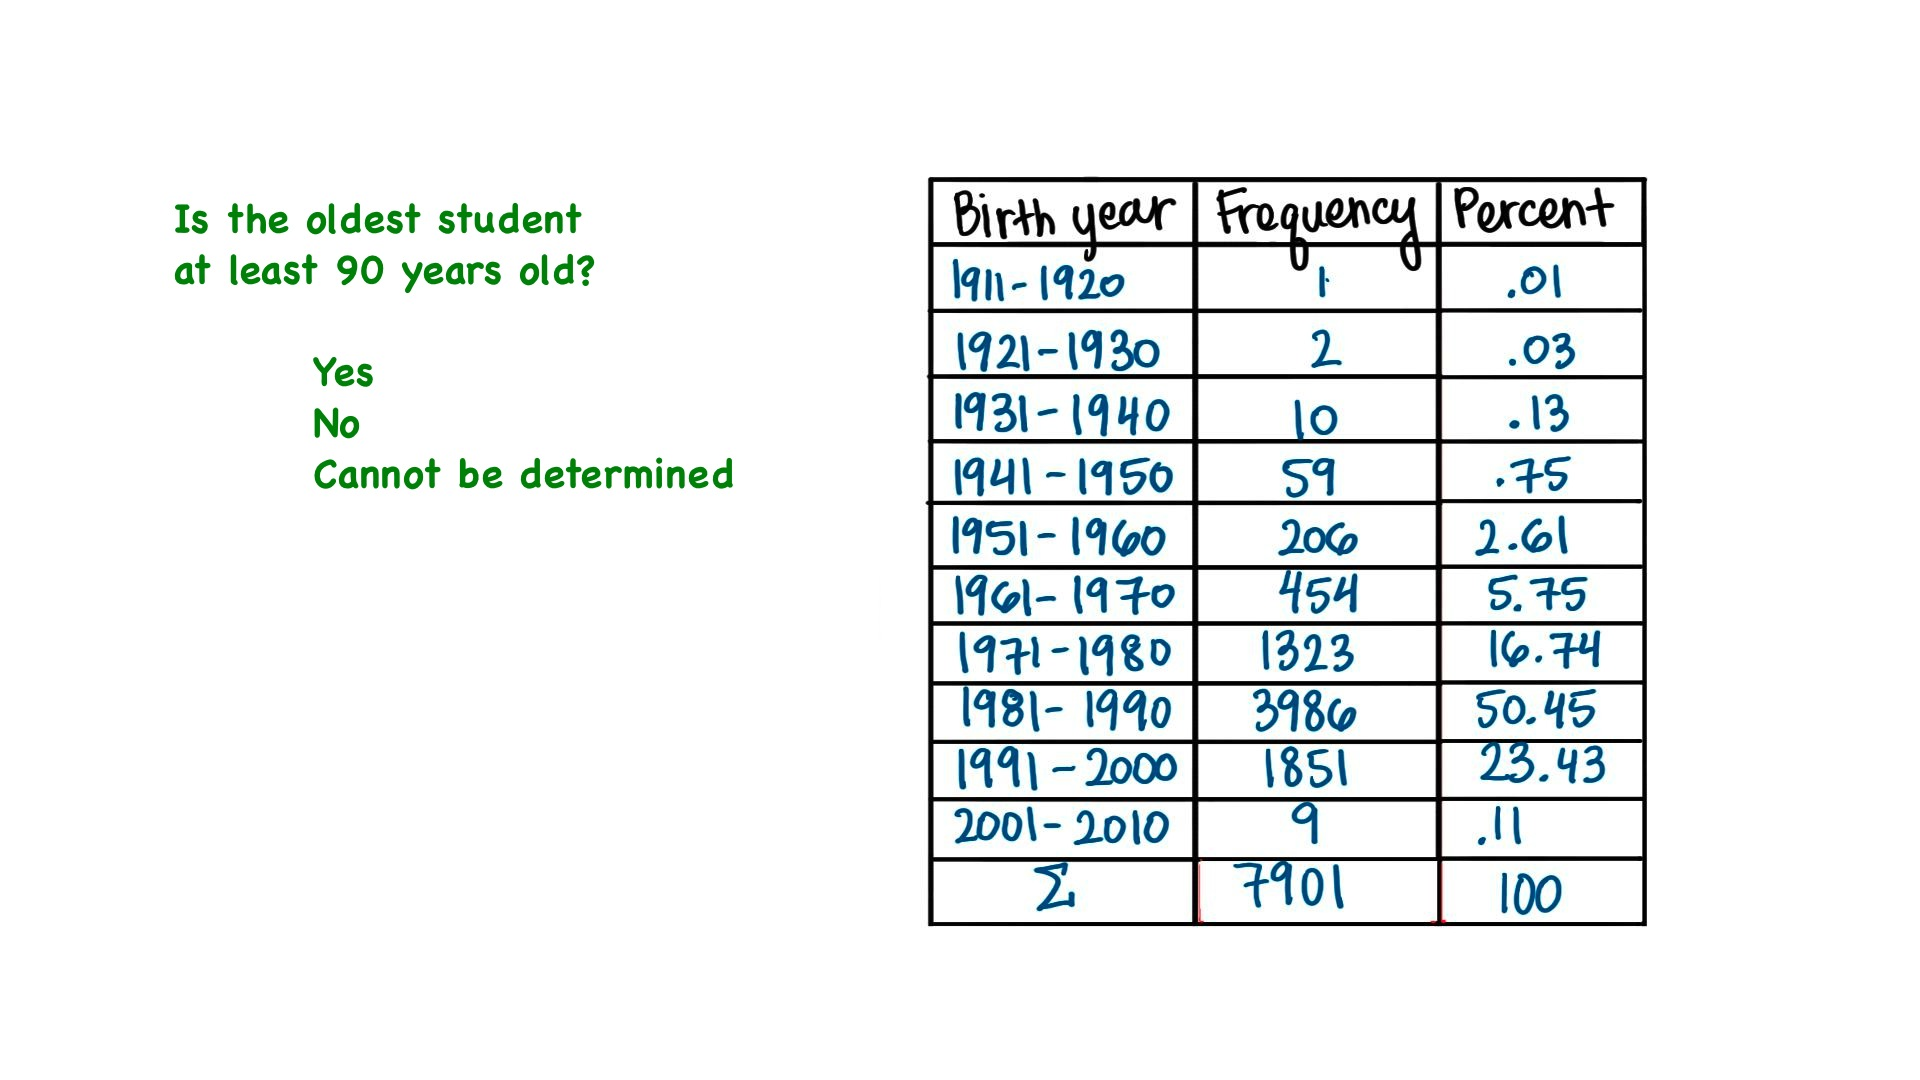 Is the oldest student
at least 90 years old?
Yes
No
Cannot be determined
Birth year Frequency Percent
1911-1920 1 .01
1921-1930 2 .03
1931-1940 10 .13
1941-1950 59 .75
1951-1960 206 2.61
1961-1970 454 5.75
1971-1980 1323 16.74
1981-1990 3986 50.45
1991-2000 1851 23.43
2001-2010 9 .11
Σ 7901 100